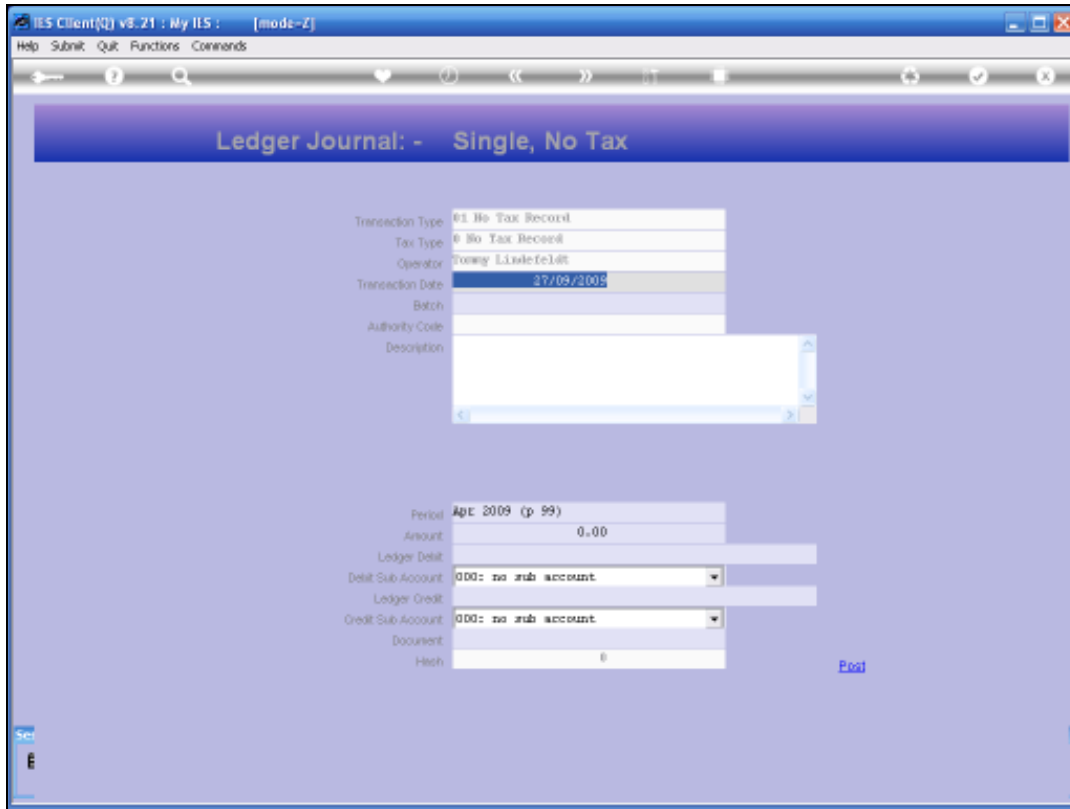 IES Client(Q) v8.21 : My IES : [mode-Z]
Help Submit Quit Functions Commands
Ledger Journal: - Single, No Tax
Transaction Type 01 No Tax Record
Tax Type 0 No Tax Record
Operator Tommy Lindefeldt
Transaction Date 27/09/2009
Batch
Authority Code
Description
Period Apr 2009 (p 99)
Amount 0.00
Ledger Debit
Debit Sub Account 000: no sub account
Ledger Credit
Credit Sub Account 000: no sub account
Document
Hash 0
Post